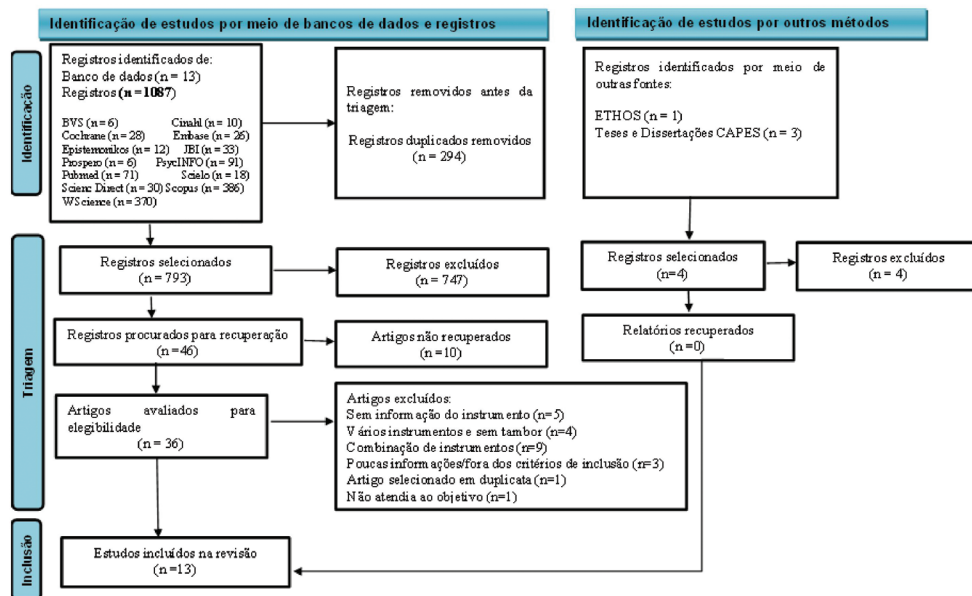 Identificação de estudos por meio de bancos de dados e registros
Identificação de estudos por outros métodos
Identificação
Registros identificados de:
Banco de dados (n = 13)
Registros (n = 1087)
BVS (n = 6) Cinahl (n = 10)
Cochrane (n = 28) Embase (n = 26)
Epistemonikos (n = 12) JBI (n = 33)
Prospero (n = 6) PsycINFO (n = 91)
Pubmed (n = 71) Scielo (n = 18)
Scienc Direct (n = 30) Scopus (n = 386)
WScience (n = 370)
Registros removidos antes da
triagem:
Registros duplicados removidos
(n = 294)
Registros identificados por meio de
outras fontes:
ETHOS (n = 1)
Teses e Dissertações CAPES (n = 3)
Triagem
Registros selecionados
(n = 793)
Registros excluídos
(n = 747)
Registros selecionados
(n=4)
Registros excluídos
(n = 4)
Registros procurados para recuperação
(n =46)
Artigos não recuperados
(n =10)
Relatórios recuperados
(n =0)
Artigos avaliados para
elegibilidade
(n = 36)
Artigos excluídos:
Sem informação do instrumento (n=5)
Vários instrumentos e sem tambor (n=4)
Combinação de instrumentos (n=9)
Poucas informações/fora dos critérios de inclusão (n=3)
Artigo selecionado em duplicata (n=1)
Não atendia ao objetivo (n=1)
Inclusão
Estudos incluídos na revisão
(n =13)